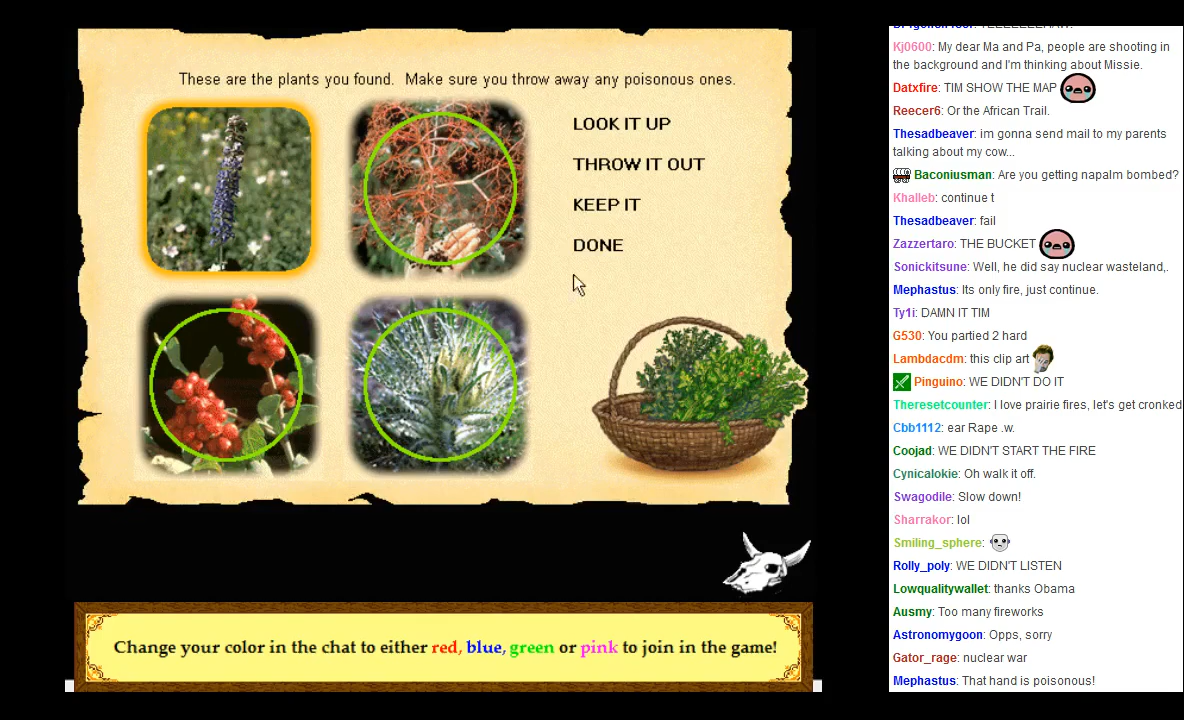 These are the plants you found. Make sure you throw away any poisonous ones.
LOOK IT UP
THROW IT OUT
KEEP IT
DONE
Change your color in the chat to either red, blue, green or pink to join in the game!
Kj0600: My dear Ma and Pa, people are shooting in
the background and I'm thinking about Missie.
Datxfire: TIM SHOW THE MAP
Reecer6: Or the African Trail.
Thesadbeaver: im gonna send mail to my parents
talking about my cow...
Baconiusman: Are you getting napalm bombed?
Khalleb: continue t
Thesadbeaver: fail
Zazzertaro: THE BUCKET
Sonickitsune: Well, he did say nuclear wasteland,.
Mephastus: Its only fire, just continue.
Ty1i: DAMN IT TIM
G530: You partied 2 hard
Lambdacdm: this clip art
Pinguino: WE DIDN'T DO IT
Theresetcounter: I love prairie fires, let's get cronked
Cbb1112: ear Rape .w.
Coojad: WE DIDN'T START THE FIRE
Cynicalokie: Oh walk it off.
Swagodile: Slow down!
Sharrakor: lol
Smiling_sphere:
Rolly_poly: WE DIDN'T LISTEN
Lowqualitywallet: thanks Obama
Ausmy: Too many fireworks
Astronomygoon: Opps, sorry
Gator_rage: nuclear war
Mephastus: That hand is poisonous!